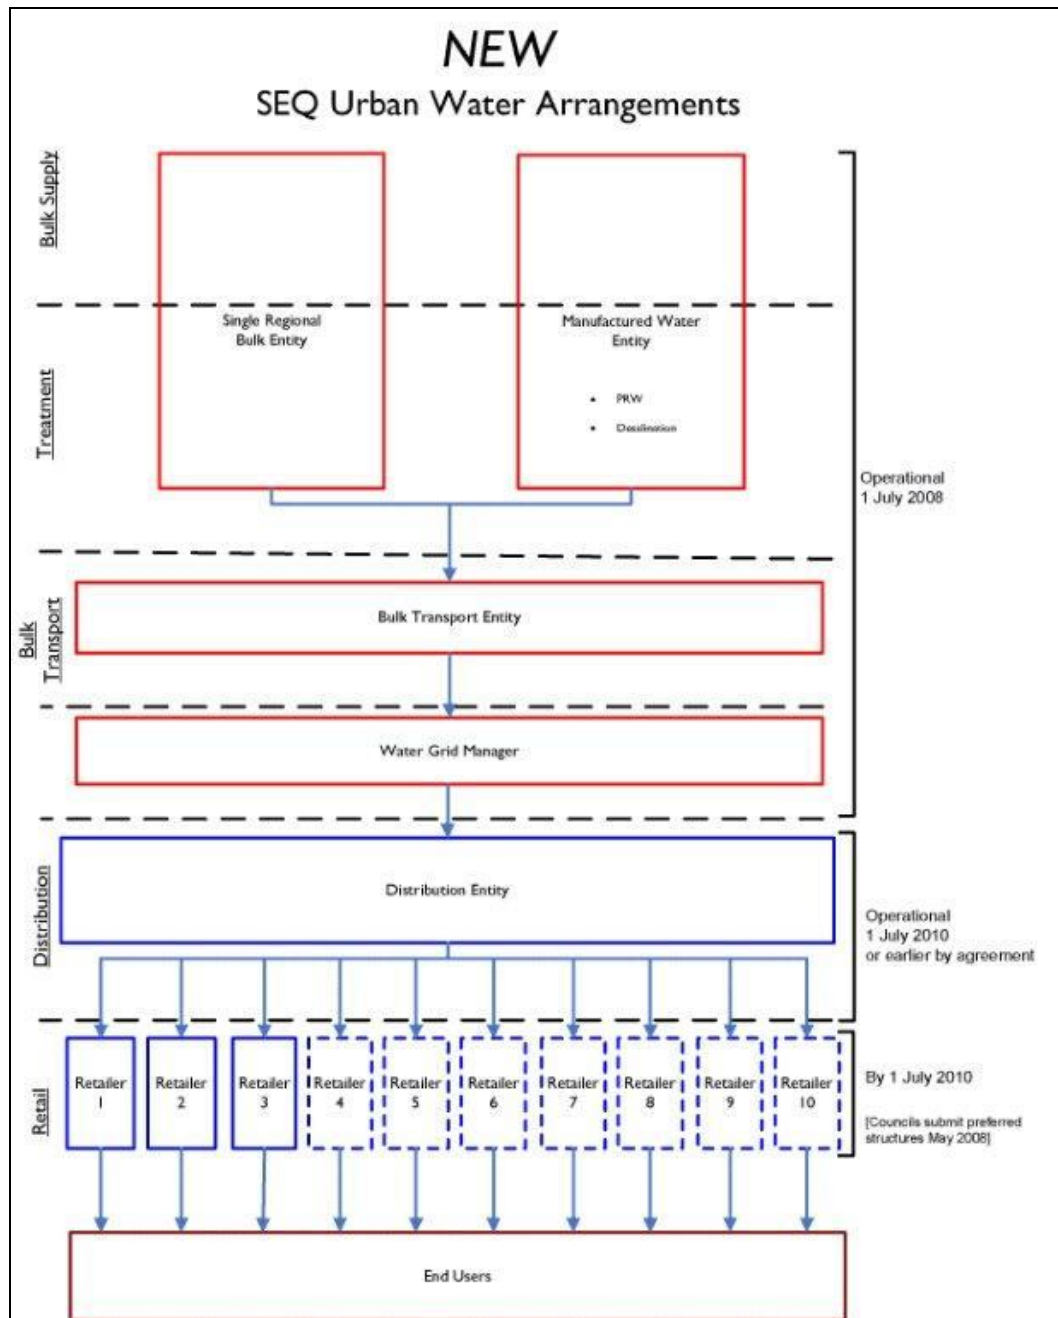 NEW
SEQ Urban Water Arrangements
Bulk Supply
Single Regional
Bulk Entity
Manufactured Water
Entity
• PRW
• Desalination
Treatment
Operational
1 July 2008
Bulk
Transport
Bulk Transport Entity
Water Grid Manager
Distribution
Distribution Entity
Operational
1 July 2010
or earlier by agreement
Retail
Retailer
1
Retailer
2
Retailer
3
Retailer
4
Retailer
5
Retailer
6
Retailer
7
Retailer
8
Retailer
9
Retailer
10
By 1 July 2010
[Councils submit preferred
structures May 2008]
End Users